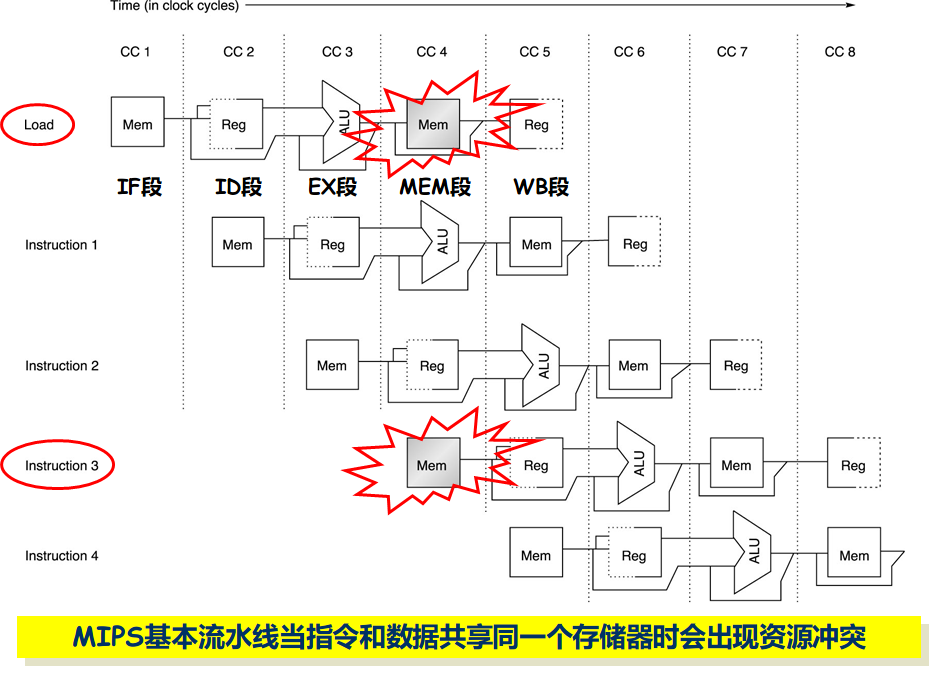 Time (in clock cycles)
CC 1 CC 2 CC 3 CC 4 CC 5 CC 6 CC 7 CC 8
Load Mem Reg ALU Mem Reg
IF段 ID段 EX段 MEM段 WB段
Instruction 1 Mem Reg ALU Mem Reg
Instruction 2 Mem Reg ALU Mem Reg
Instruction 3 Mem Reg ALU Mem Reg
Instruction 4 Mem Reg ALU Mem
MIPS基本流水线当指令和数据共享同一个存储器时会出现资源冲突